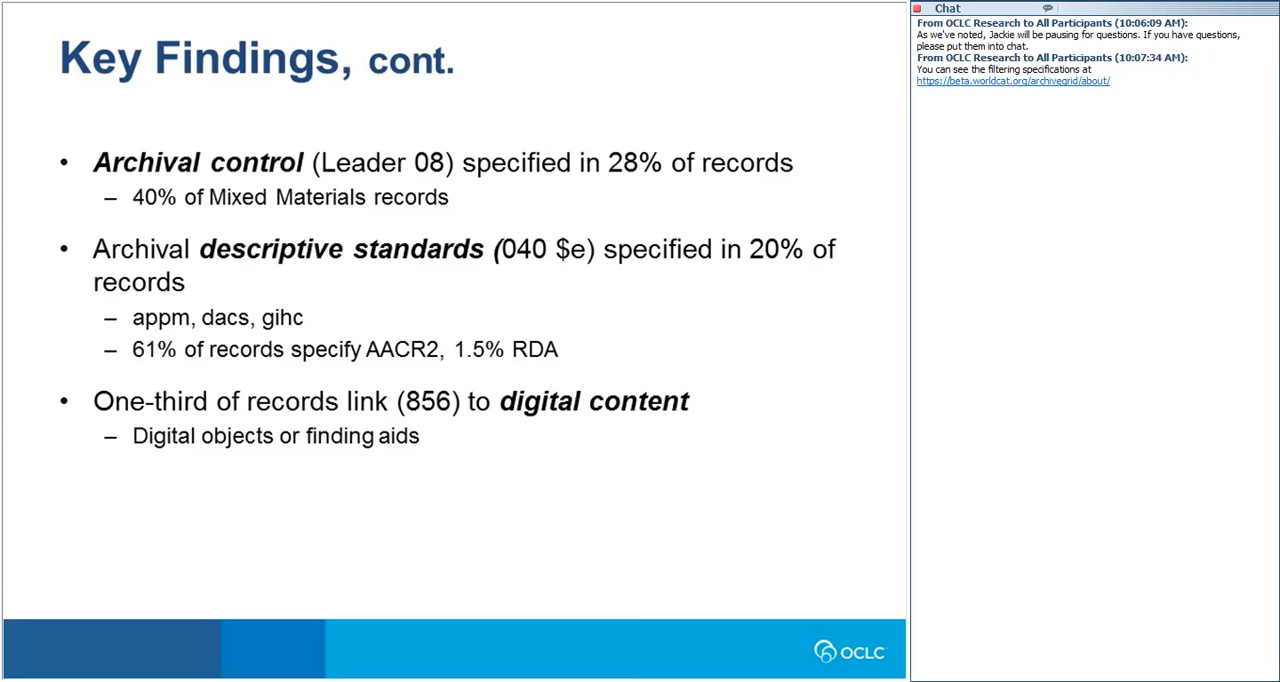 Key Findings, cont.
• Archival control (Leader 08) specified in 28% of records
– 40% of Mixed Materials records
• Archival descriptive standards (040 $e) specified in 20% of
records
– appm, dacs, gihc
– 61% of records specify AACR2, 1.5% RDA
• One-third of records link (856) to digital content
– Digital objects or finding aids
OCLC
Chat
From OCLC Research to All Participants (10:06:09 AM):
As we've noted, Jackie will be pausing for questions. If you have questions,
please put them into chat.
From OCLC Research to All Participants (10:07:34 AM):
You can see the filtering specifications at
https://beta.worldcat.org/archivegrid/about/